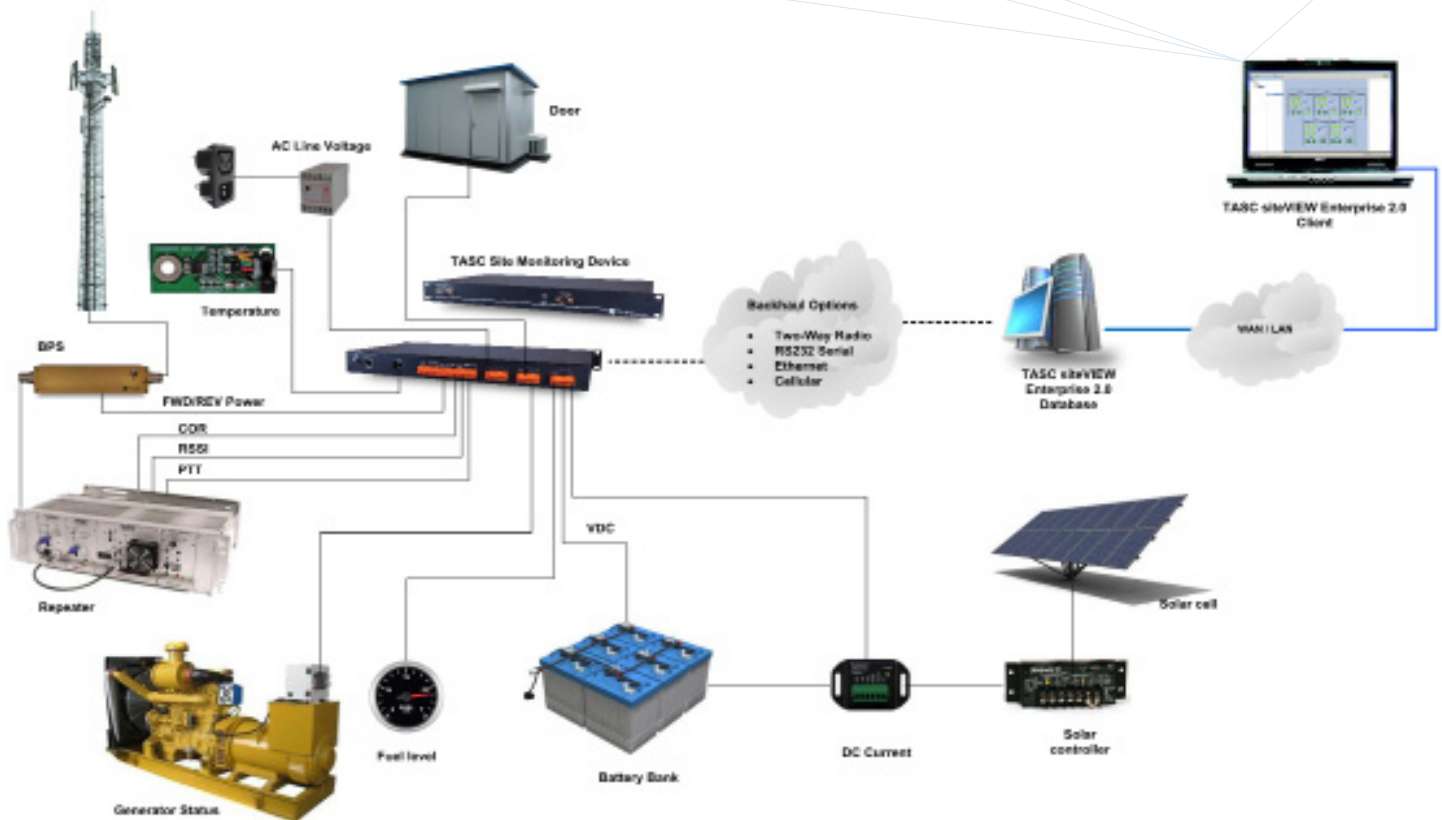 Door
AC Line Voltage
TASC siteVIEW Enterprise 2.0
Client
TASC Site Monitoring Device
Temperature
Backhaul Options
• Two-Way Radio
• RS232 Serial
• Ethernet
• Cellular
WAN / LAN
BPS
TASC siteVIEW
Enterprise 2.0
Database
FWD/REV Power
COR
RSSI
PTT
VDC
Repeater
Solar cell
Fuel level
Solar
controller
DC Current
Battery Bank
Generator Status